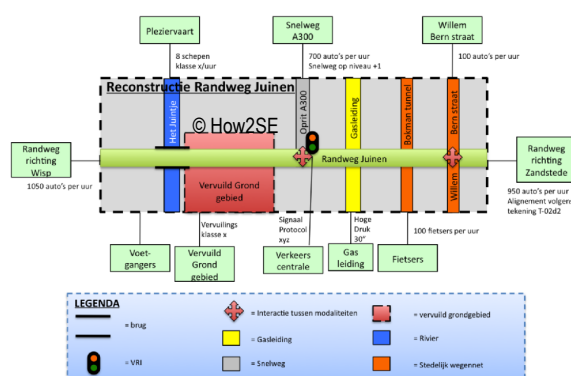 Pleziervaart
Snelweg
A300
Willem
Bern straat
8 schepen
klasse x/uur
700 auto's per uur
Snelweg op niveau +1
100 auto's per uur
Reconstructie Randweg Juinen
Het tuintje
© How2SE
Oprit A300
Gasleiding
Bokman tunnel
Willem Bern straat
Randweg
richting
Wisp
1050 auto's per uur
Randweg Juinen
Vervuild Grond
gebied
Randweg
richting
Zandstede
950 auto's per uur
Alignement volgens
tekening T-02d2
Vervuilings
klasse x
Signaal
Protocol
xyz
Hoge
Druk
30"
100 fietsers per uur
Voet-
gangers
Vervuild
Grond
gebied
Verkeers
centrale
Gas
leiding
Fietsers
LEGENDA
= brug
= VRI
= Interactie tussen modaliteiten
= Gasleiding
= Snelweg
= vervuild grondgebied
= Rivier
= Stedelijk wegennet